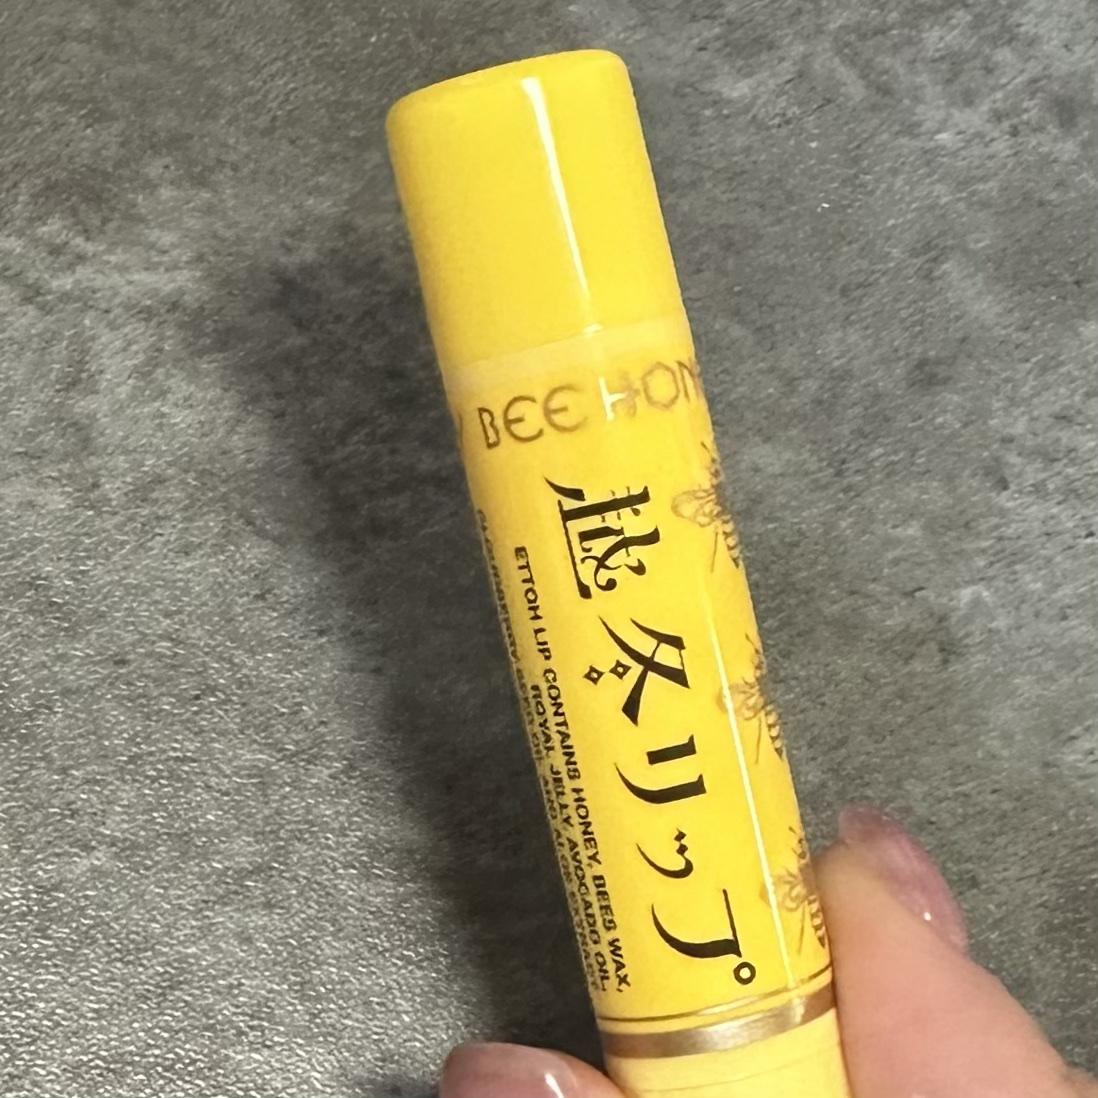 BEE HON
越冬リップ
ETTOH LIP CONTAINS HONEY, BEES WAX,
ROYAL JELLY, AVOCADO OIL,